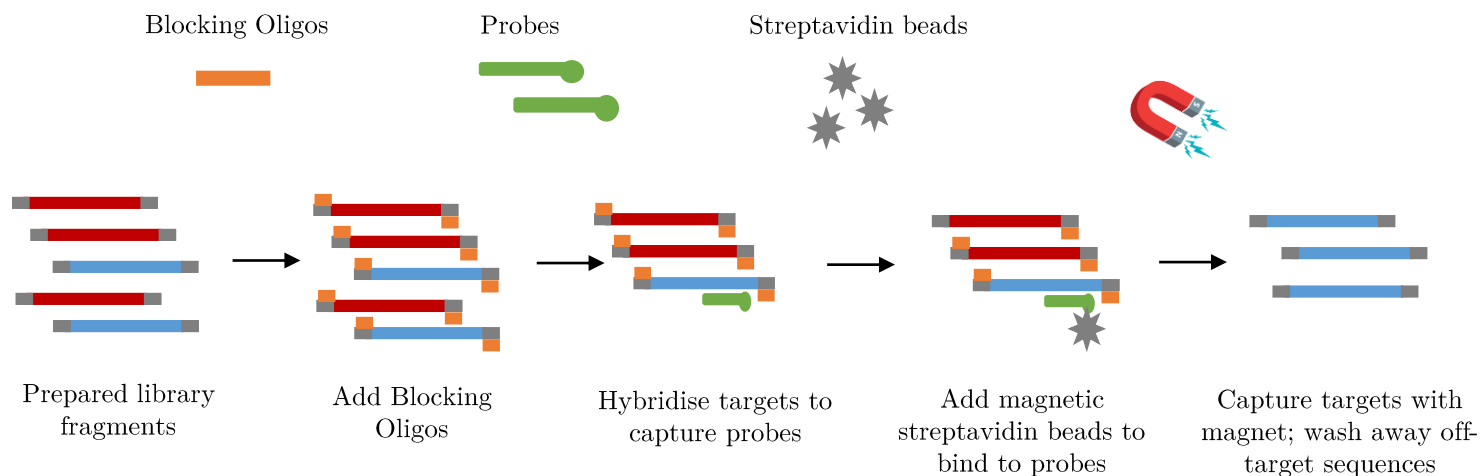 Blocking Oligos
Probes
Streptavidin beads
S
N
Prepared library
fragments
Add Blocking
Oligos
Hybridise targets to
capture probes
Add magnetic
streptavidin beads to
bind to probes
Capture targets with
magnet; wash away off-
target sequences